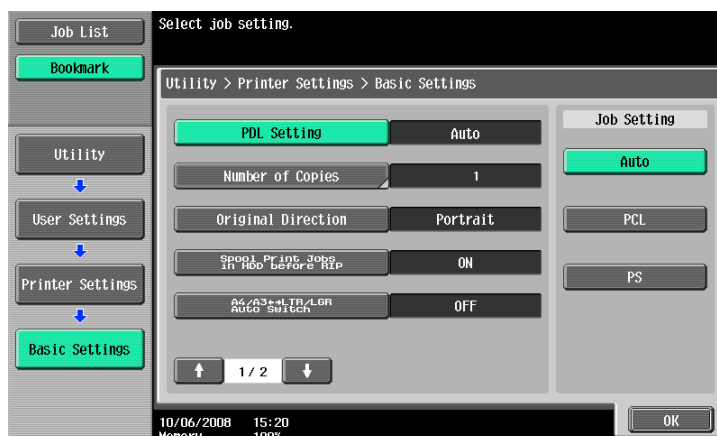 Job List
Bookmark
Utility
User Settings
Printer Settings
Basic Settings
Select job setting.
Utility > Printer Settings > Basic Settings
PDL Setting
Auto
Number of Copies
1
Original Direction
Portrait
Spool Print Jobs
in HDD before RIP
ON
A4/A3↔LTR/LGR
Auto Switch
OFF
1/ 2
Job Setting
Auto
PCL
PS
10/06/2008 15:20
Memory 100%
OK